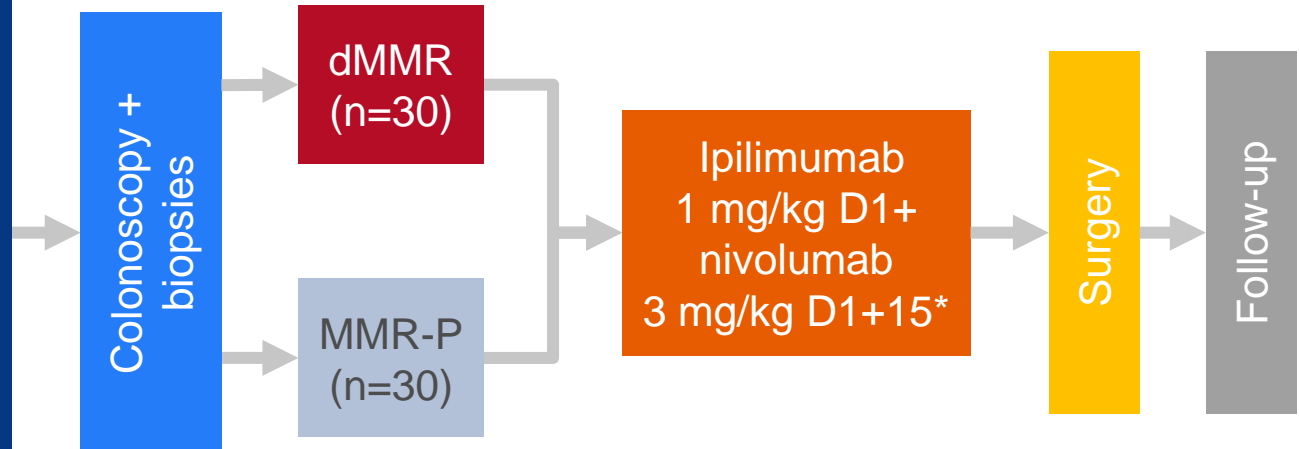 Colonoscopy +
biopsies
dMMR
(n=30)
MMR-P
(n=30)
Ipilimumab
1 mg/kg D1+
nivolumab
3 mg/kg D1+15*
Surgery
Follow-up